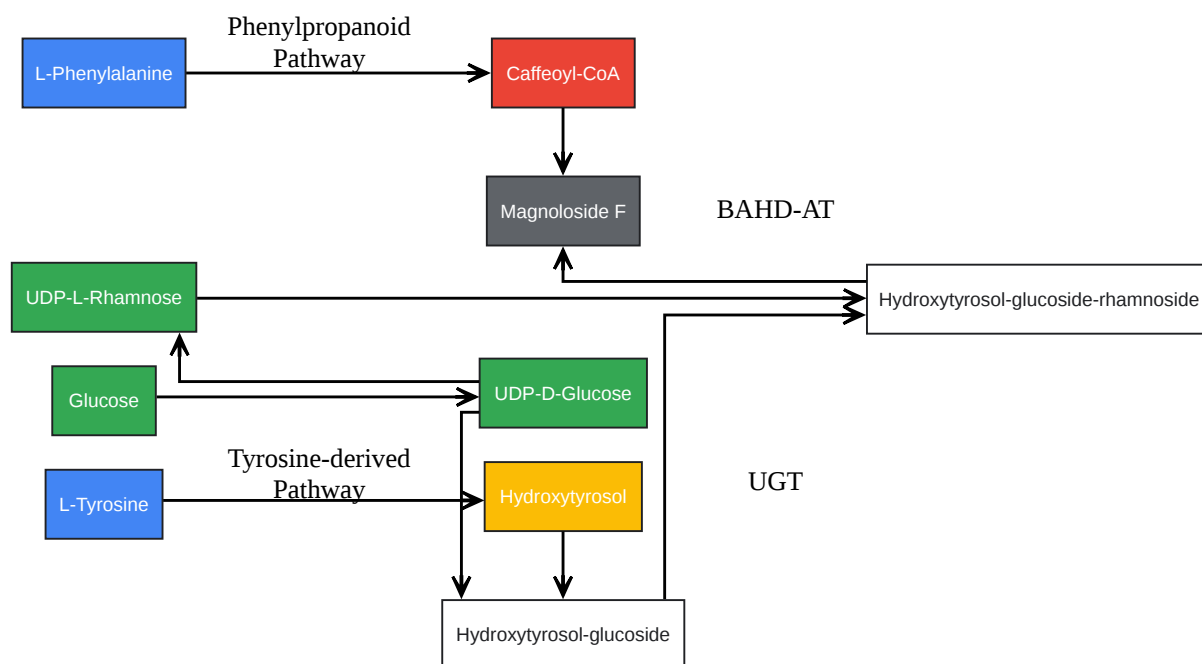 Phenylpropanoid
Pathway
L-Phenylalanine
Caffeoyl-CoA
Magnoloside F
BAHD-AT
UDP-L-Rhamnose
Hydroxytyrosol-glucoside-rhamnoside
Glucose
UDP-D-Glucose
Tyrosine-derived
Pathway
L-Tyrosine
Hydroxytyrosol
UGT
Hydroxytyrosol-glucoside